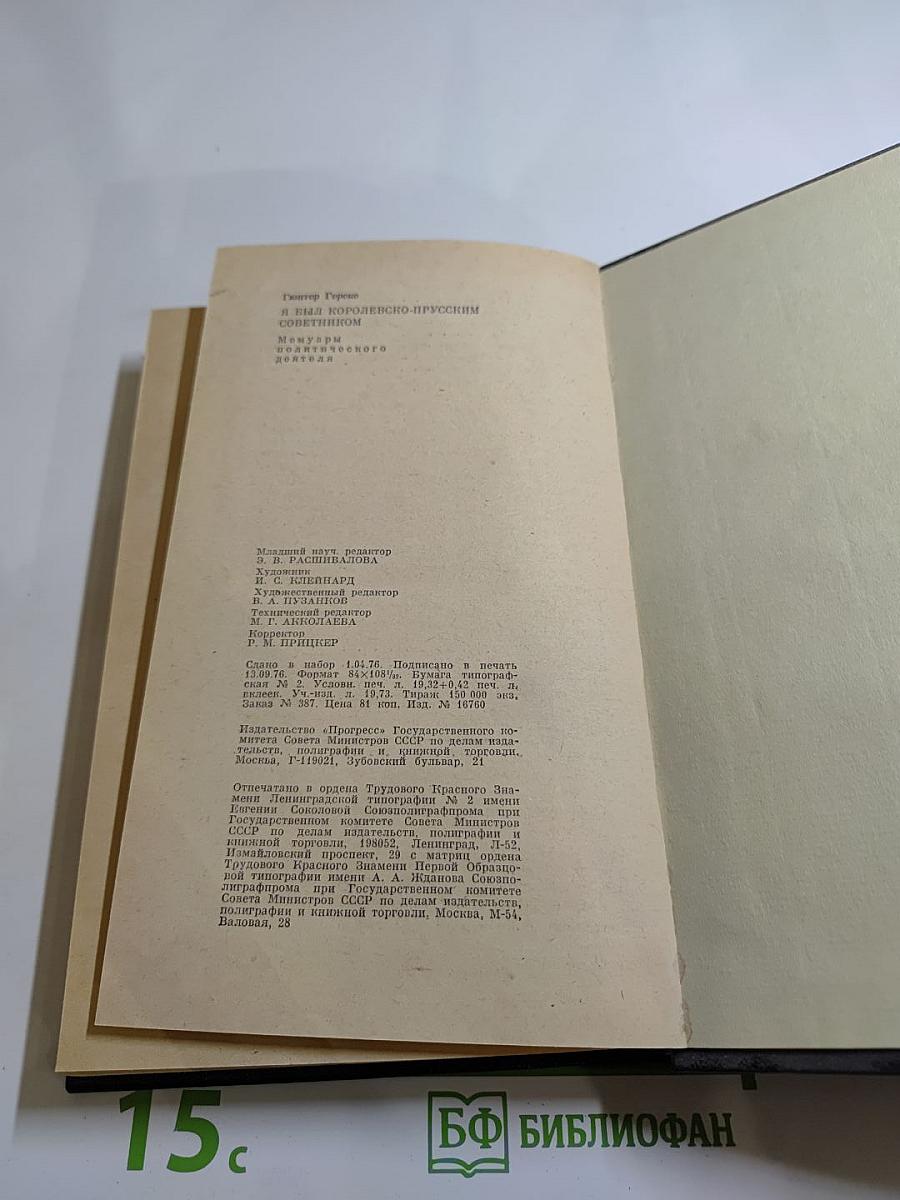 Гюнтер Гереке
Я БЫЛ КОРОЛЕВСКО-ПРУССКИМ
СОВЕТНИКОМ
Мемуары
политического
деятеля
Младший науч. редактор
Э. В. РАСШИВАЛОВА
Художник
И. С. КЛЕЙНАРД
Художественный редактор
В. А. ПУЗАНКОВ
Технический редактор
М. Г. АККОЛАЕВА
Корректор
Р. М. ПРИЦКЕР
Сдано в набор 1.04.76. Подписано в печать
13.09.76. Формат 84×108¹/₃₂. Бумага типограф-
ская № 2. Условн. печ. л. 19,32+0,42 печ. л.
вклеек. Уч.-изд. л. 19,73. Тираж 150 000 экз.
Заказ № 387. Цена 81 коп. Изд. № 16760
Издательство «Прогресс» Государственного ко-
митета Совета Министров СССР по делам изда-
тельств, полиграфии и книжной торговли.
Москва, Г-119021, Зубовский бульвар, 21
Отпечатано в ордена Трудового Красного Зна-
мени Ленинградской типографии № 2 имени
Евгении Соколовой Союзполиграфпрома при
Государственном комитете Совета Министров
СССР по делам издательств, полиграфии и
книжной торговли, 198052, Ленинград, Л-52,
Измайловский проспект, 29 с матриц ордена
Трудового Красного Знамени Первой Образцо-
вой типографии имени А. А. Жданова Союзпо-
лиграфпрома при Государственном комитете
Совета Министров СССР по делам издательств,
полиграфии и книжной торговли, Москва, М-54,
Валовая, 28
15 с
БФ БИБЛИОФАН